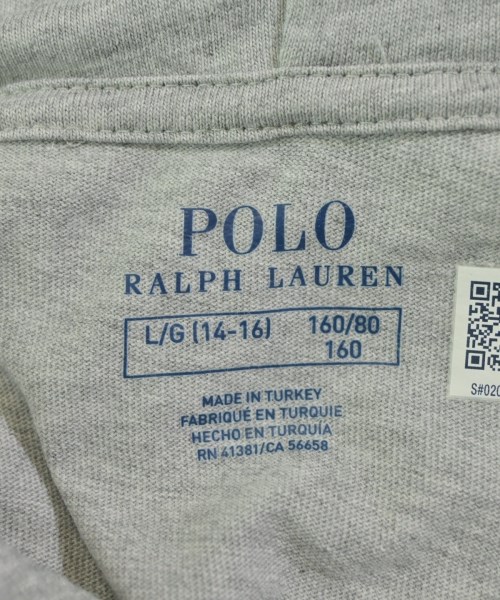 POLO
RALPH LAUREN
L/G (14-16) 160/80
160
MADE IN TURKEY
FABRIQUÉ EN TURQUIE
HECHO EN TURQUÍA
RN 41381/CA 56658
S#020